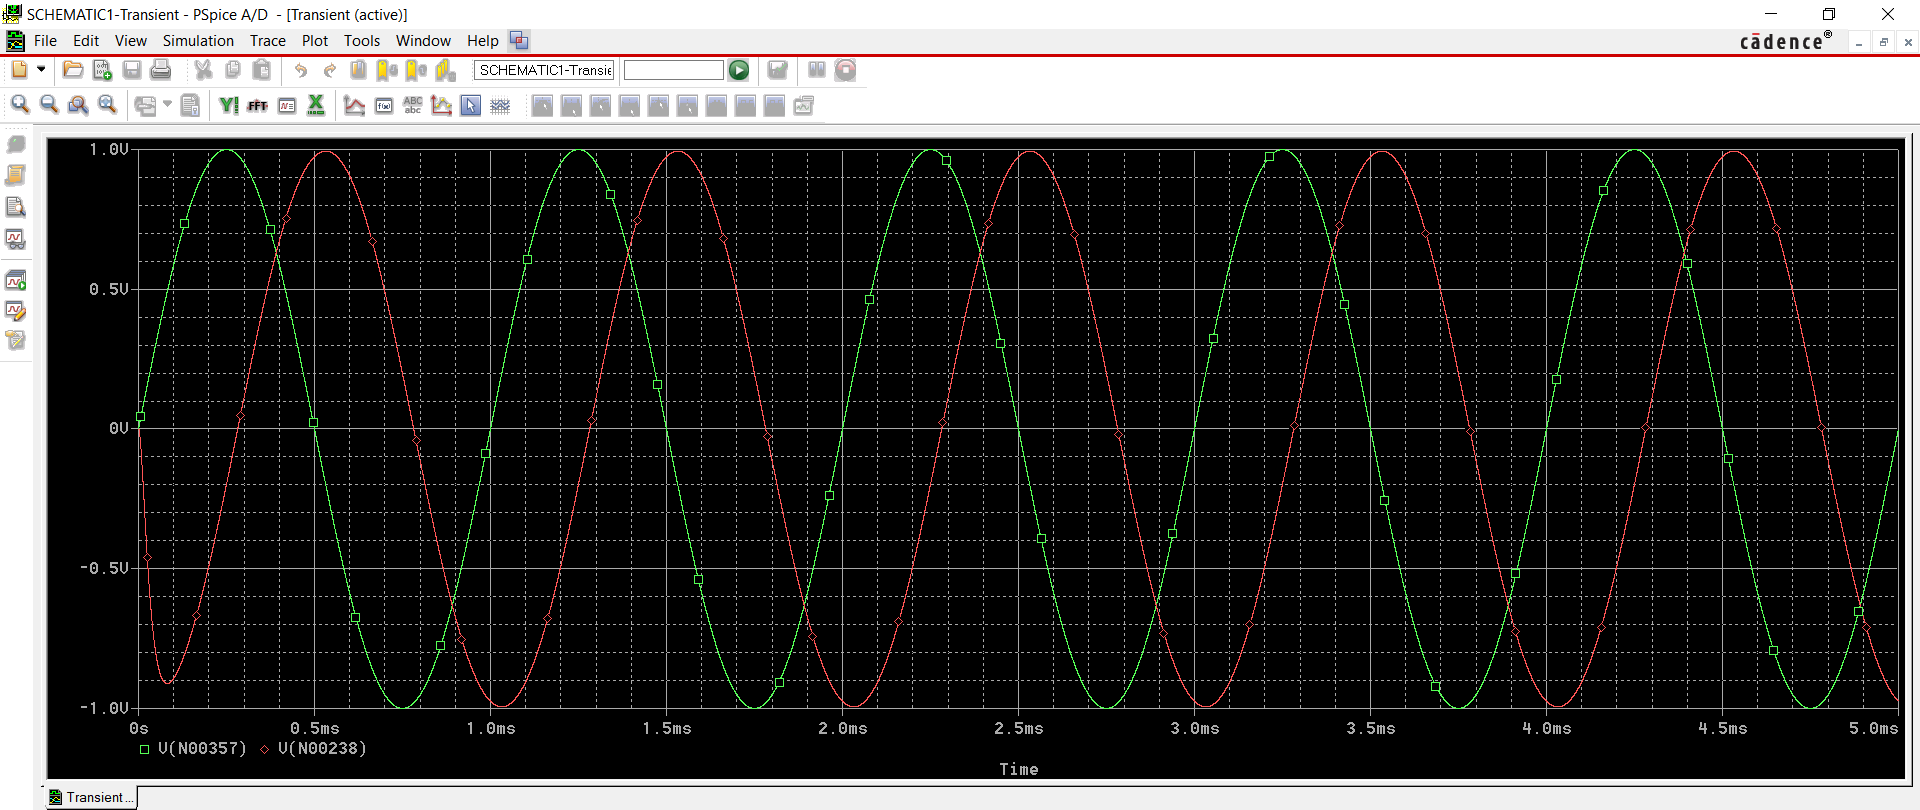 SCHEMATIC1-Transient - PSpice A/D - [Transient (active)]
File Edit View Simulation Trace Plot Tools Window Help
cādence®
SCHEMATIC1-Transie
FFT
ABC
abc
1.0V
0.5V
0V
-0.5V
-1.0V
0s 0.5ms 1.0ms 1.5ms 2.0ms 2.5ms 3.0ms 3.5ms 4.0ms 4.5ms 5.0ms
V(N00357) V(N00238)
Time
Transient...